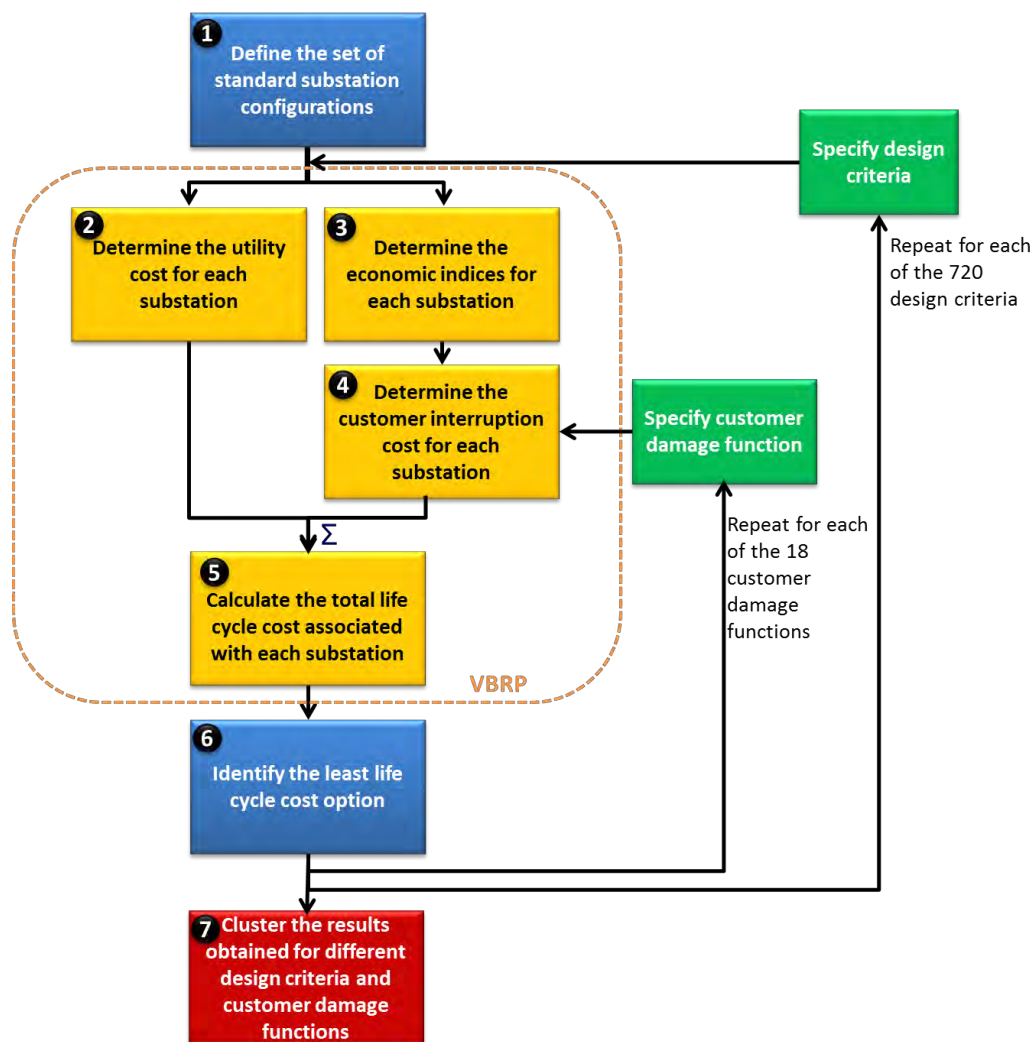 1
Define the set of
standard substation
configurations
Specify design
criteria
2
Determine the utility
cost for each
substation
3
Determine the
economic indices for
each substation
Repeat for each
of the 720
design criteria
4
Determine the
customer interruption
cost for each
substation
Specify customer
damage function
Σ
Repeat for each
of the 18
customer
damage
functions
5
Calculate the total life
cycle cost associated
with each substation
VBRP
6
Identify the least life
cycle cost option
7
Cluster the results
obtained for different
design criteria and
customer damage
functions